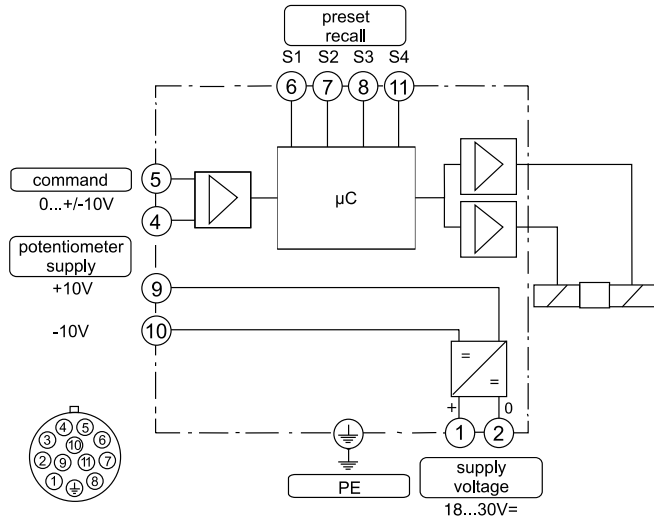 preset
recall
S1 S2 S3 S4
6 7 8 11
command
0...+/-10V
5
4
µC
potentiometer
supply
+10V
9
-10V
10
=
=
+ 0
1 2
PE
supply
voltage
18...30V=
4 5
3 10 6
2 9 11 7
1 8